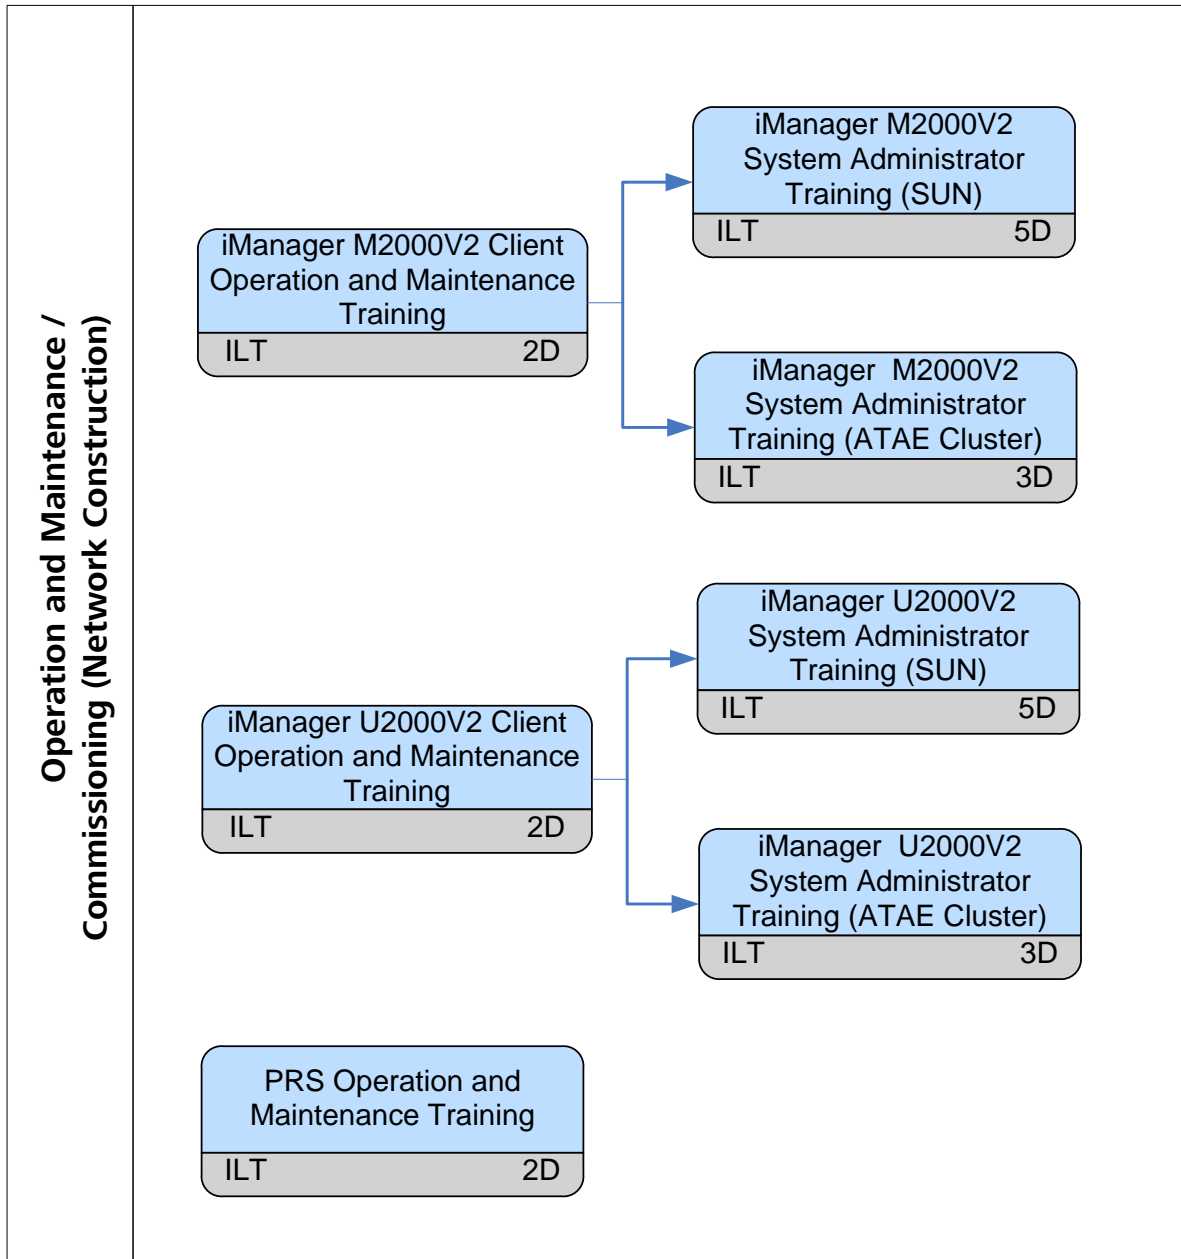 Operation and Maintenance /
Commissioning (Network Construction)
iManager M2000V2 Client
Operation and Maintenance
Training
ILT 2D
iManager M2000V2
System Administrator
Training (SUN)
ILT 5D
iManager M2000V2
System Administrator
Training (ATAE Cluster)
ILT 3D
iManager U2000V2 Client
Operation and Maintenance
Training
ILT 2D
iManager U2000V2
System Administrator
Training (SUN)
ILT 5D
iManager U2000V2
System Administrator
Training (ATAE Cluster)
ILT 3D
PRS Operation and
Maintenance Training
ILT 2D